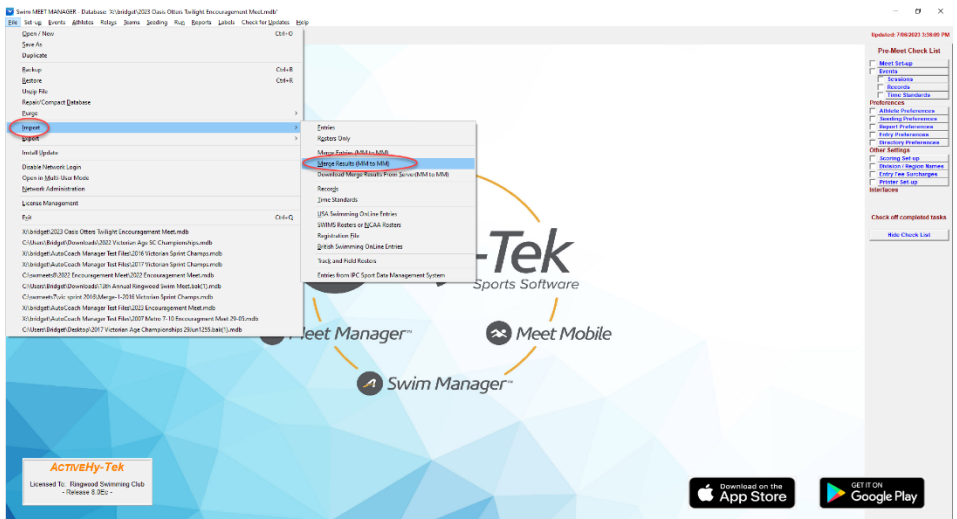 Swim MEET MANAGER - Database: 'X:\bridget\2023 Oasis Otters Twilight Encouragement Meet.mdb'
File Set-up Events Athletes Relays Teams Seeding Run Reports Labels Check for Updates Help
Updated: 7/06/2023 3:36:09 PM
Open / New Ctrl+O
Save As
Duplicate
Backup Ctrl+B
Restore Ctrl+R
Unzip File
Repair/Compact Database
Purge
Import
Export
Install Update
Disable Network Login
Open in Multi-User Mode
Network Administration
License Management
Exit Ctrl+Q
X:\bridget\2023 Oasis Otters Twilight Encouragement Meet.mdb
C:\Users\Bridget\Downloads\2022 Victorian Age SC Championships.mdb
X:\bridget\AutoCoach Manager Test Files\2016 Victorian Sprint Champs.mdb
X:\bridget\AutoCoach Manager Test Files\2017 Victorian Sprint Champs.mdb
C:\swmeets8\2022 Encouragement Meet\2022 Encouragement Meet.mdb
C:\Users\Bridget\Downloads\13th Annual Ringwood Swim Meet.bak(1).mdb
C:\swmeets7\vic sprint 2016\Merge-1-2016 Victorian Sprint Champs.mdb
X:\bridget\AutoCoach Manager Test Files\2023 Encouragement Meet.mdb
X:\bridget\AutoCoach Manager Test Files\2007 Metro 7-10 Encouragment Meet 29-05.mdb
C:\Users\Bridget\Desktop\2017 Victorian Age Championships 28Jun1255.bak(1).mdb
Entries
Rosters Only
Merge Entries (MM to MM)
Merge Results (MM to MM)
Download Merge Results From Server(MM to MM)
Records
Time Standards
USA Swimming OnLine Entries
SWIMS Rosters or NCAA Rosters
Registration File
British Swimming OnLine Entries
Track and Field Rosters
Entries from IPC Sport Data Management System
Pre-Meet Check List
Meet Set-up
Events
Sessions
Records
Time Standards
Preferences
Athlete Preferences
Seeding Preferences
Report Preferences
Entry Preferences
Directory Preferences
Other Settings
Scoring Set-up
Division / Region Names
Entry Fee Surcharges
Printer Set-up
Interfaces
Check off completed tasks
Hide Check List
-Tek
Sports Software
Meet Manager™
Meet Mobile
Swim Manager™
ACTIVEHy-Tek
Licensed To: Ringwood Swimming Club
- Release 8.0Ec -
Download on the
App Store
GET IT ON
Google Play